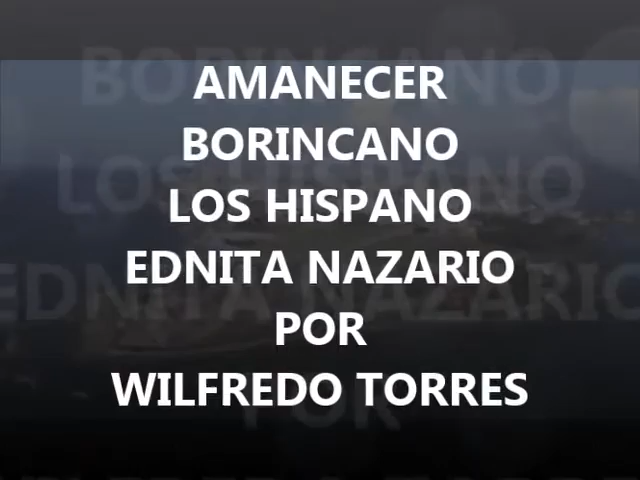 AMANECER
BORINCANO
LOS HISPANO
EDNITA NAZARIO
POR
WILFREDO TORRES